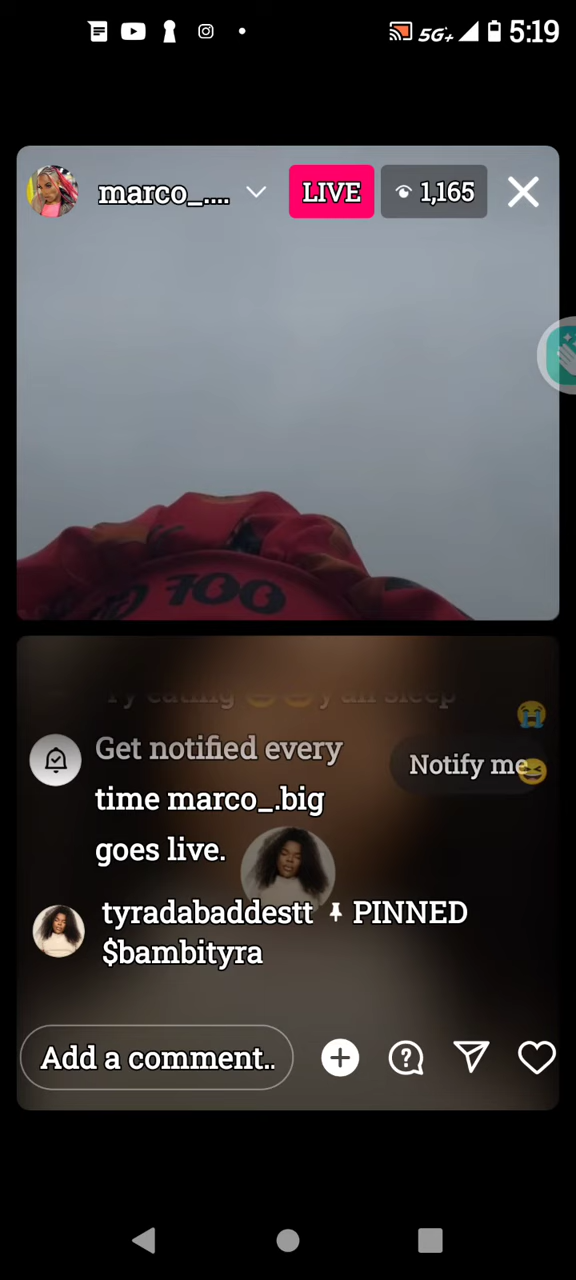 5G+ 5:19
marco_.... LIVE 1,165
100
Get notified every
time marco_.big
goes live.
Notify me
tyradabaddestt PINNED
$bambityra
Add a comment..